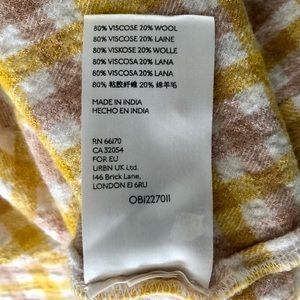 80% VISCOSE 20% WOOL
80% VISCOSE 20% LAINE
80% VISKOSE 20% WOLLE
80% VISCOSA 20% LANA
80% VISCOSA 20% LANA
80% 粘胶纤维 20% 绵羊毛
MADE IN INDIA
HECHO EN INDIA
RN 66170
CA 32054
FOR EU
URBN UK Ltd.
146 Brick Lane,
LONDON E1 6RU
OB1227011